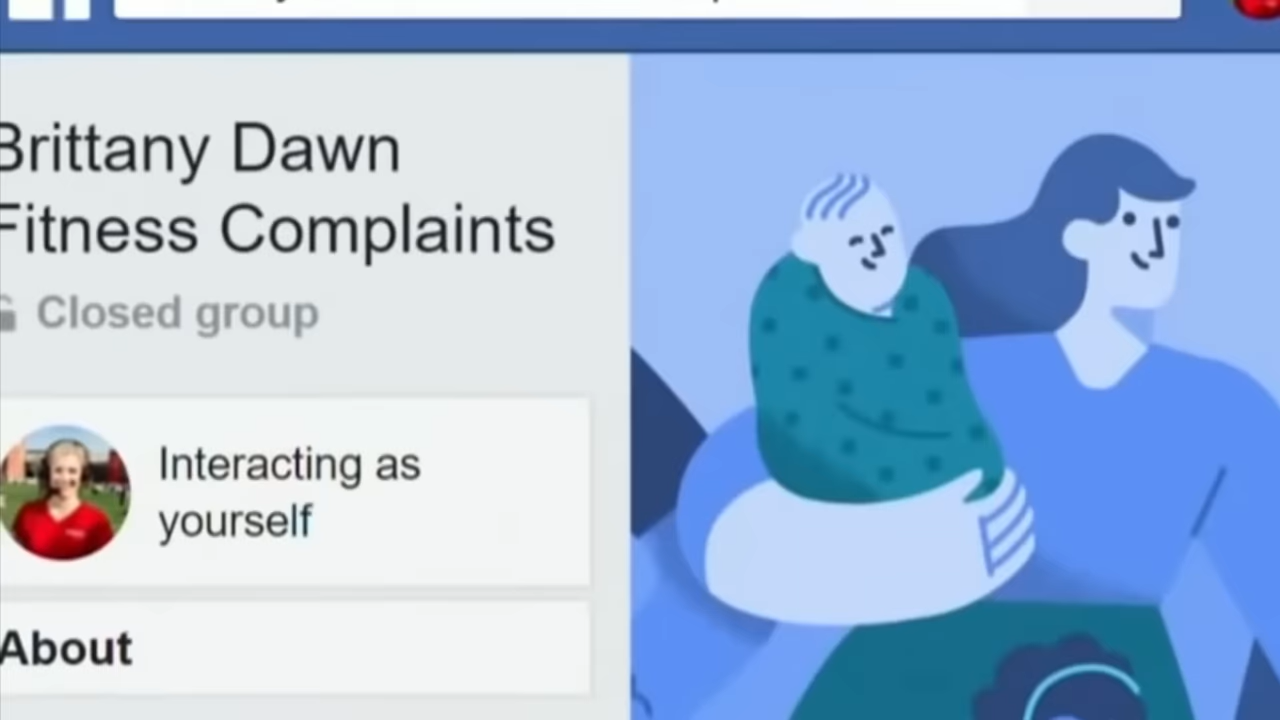 Brittany Dawn
Fitness Complaints
Closed group
Interacting as
yourself
About